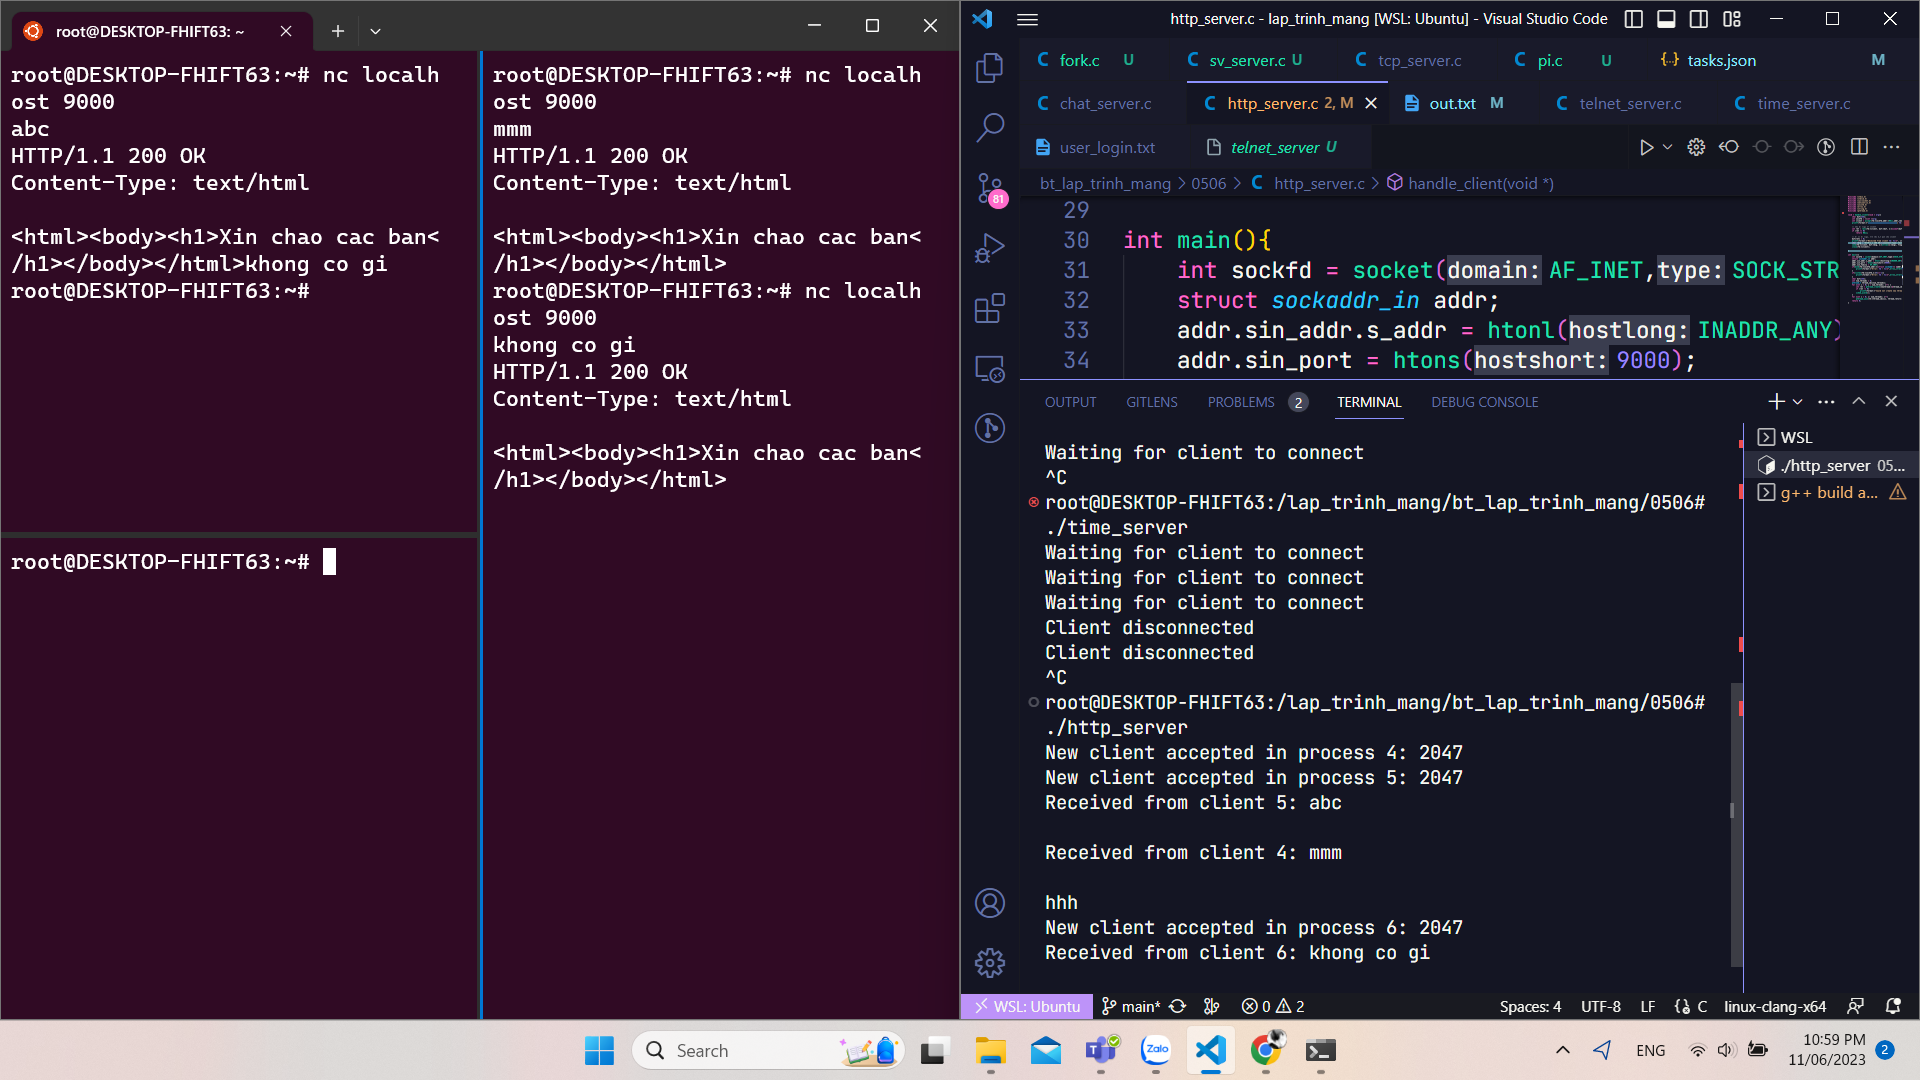 root@DESKTOP-FHIFT63: ~
root@DESKTOP-FHIFT63:~# nc localh
ost 9000
abc
HTTP/1.1 200 OK
Content-Type: text/html
<html><body><h1>Xin chao cac ban<
/h1></body></html>khong co gi
root@DESKTOP-FHIFT63:~#
root@DESKTOP-FHIFT63:~#
root@DESKTOP-FHIFT63:~# nc localh
ost 9000
mmm
HTTP/1.1 200 OK
Content-Type: text/html
<html><body><h1>Xin chao cac ban<
/h1></body></html>
root@DESKTOP-FHIFT63:~# nc localh
ost 9000
khong co gi
HTTP/1.1 200 OK
Content-Type: text/html
<html><body><h1>Xin chao cac ban<
/h1></body></html>
http_server.c - lap_trinh_mang [WSL: Ubuntu] - Visual Studio Code
C fork.c U C sv_server.c U C tcp_server.c C pi.c U {··} tasks.json M
C chat_server.c C http_server.c 2, M out.txt M C telnet_server.c C time_server.c
user_login.txt telnet_server U
81
bt_lap_trinh_mang > 0506 > C http_server.c > handle_client(void *)
29
30 int main(){
31 int sockfd = socket(domain: AF_INET,type: SOCK_STR
32 struct sockaddr_in addr;
33 addr.sin_addr.s_addr = htonl(hostlong: INADDR_ANY)
34 addr.sin_port = htons(hostshort: 9000);
OUTPUT GITLENS PROBLEMS 2 TERMINAL DEBUG CONSOLE
Waiting for client to connect
^C
root@DESKTOP-FHIFT63:/lap_trinh_mang/bt_lap_trinh_mang/0506#
./time_server
Waiting for client to connect
Waiting for client to connect
Waiting for client to connect
Client disconnected
Client disconnected
^C
root@DESKTOP-FHIFT63:/lap_trinh_mang/bt_lap_trinh_mang/0506#
./http_server
New client accepted in process 4: 2047
New client accepted in process 5: 2047
Received from client 5: abc
Received from client 4: mmm
hhh
New client accepted in process 6: 2047
Received from client 6: khong co gi
WSL
./http_server 05...
g++ build a...
WSL: Ubuntu main* 0 2 Spaces: 4 UTF-8 LF C linux-clang-x64
Search
Zalo
ENG
10:59 PM
11/06/2023
2